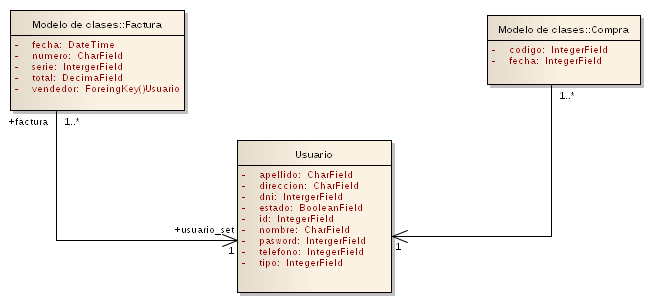 Modelo de clases::Factura
- fecha: DateTime
- numero: CharField
- serie: IntergerField
- total: DecimaField
- vendedor: ForeingKey()Usuario
+factura 1..*
Modelo de clases::Compra
- codigo: IntegerField
- fecha: IntegerField
1..*
Usuario
- apellido: CharField
- direccion: CharField
- dni: IntergerField
- estado: BooleanField
- id: IntegerField
- nombre: CharField
- pasword: IntergerField
- telefono: IntegerField
- tipo: IntegerField
+usuario_set
1
1